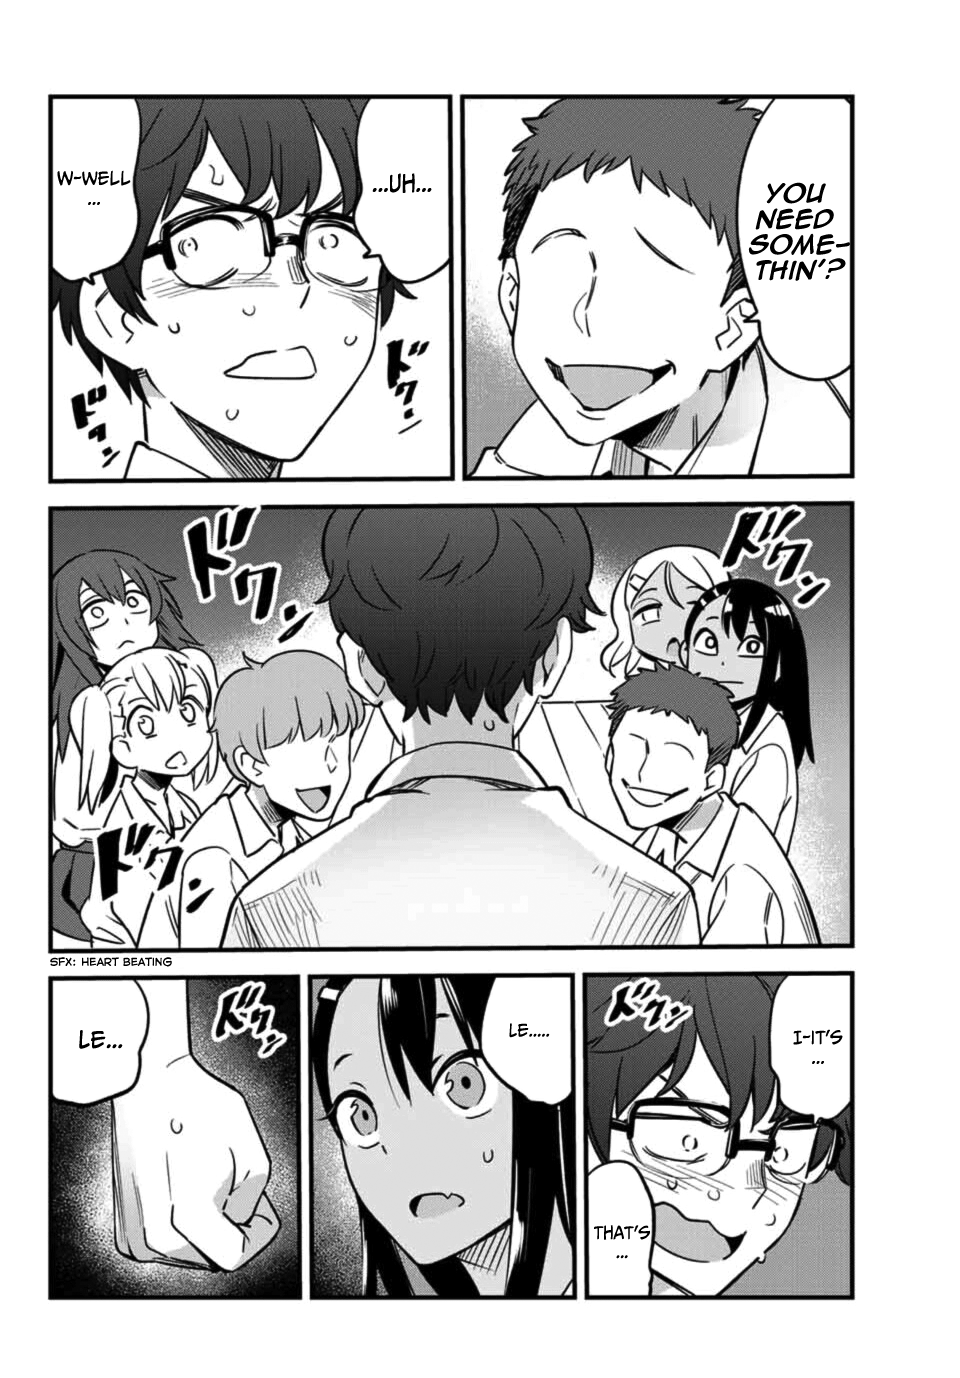 YOU
NEED
SOME-
THIN'?
...UH...
W-WELL
...
ドクン
ドクン
ドクン
ドクン
ドクン
SFX: HEART BEATING
I-IT'S
...
ドクン
THAT'S
...
LE.....
LE...
ドクン